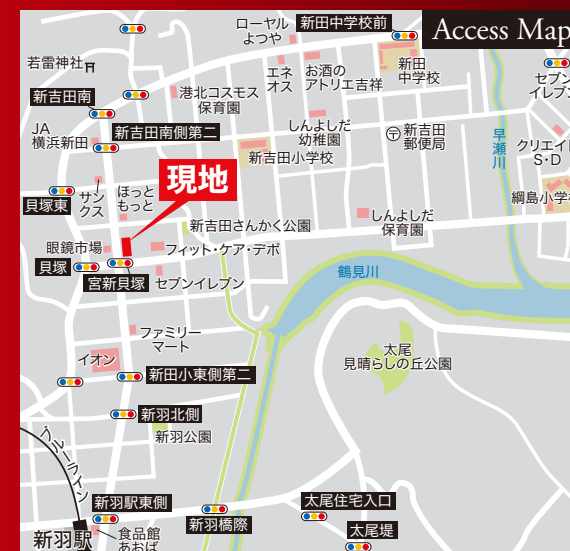 Access Map
ローヤル
よつや
新田中学校前
若雷神社
エネ
オス
お酒の
アトリエ吉祥
新田
中学校
セブン
イレブ
新吉田南
港北コスモス
保育園
JA
横浜新田
新吉田南側第二
しんよしだ
幼稚園
〒
新吉田
郵便局
早瀬川
クリエイト
S・D
新吉田小学校
現地
貝塚東
サン
クス
ほっと
もっと
綱島小学校
新吉田さんかく公園
しんよしだ
保育園
眼鏡市場
フィット・ケア・デポ
貝塚
宮新貝塚
セブンイレブン
鶴見川
ファミリー
マート
イオン
太尾
見晴らしの丘公園
新田小東側第二
新羽北側
新羽公園
ブルーライン
新羽駅東側
新羽橋際
太尾住宅入口
新羽駅
食品館
あおば
太尾堤